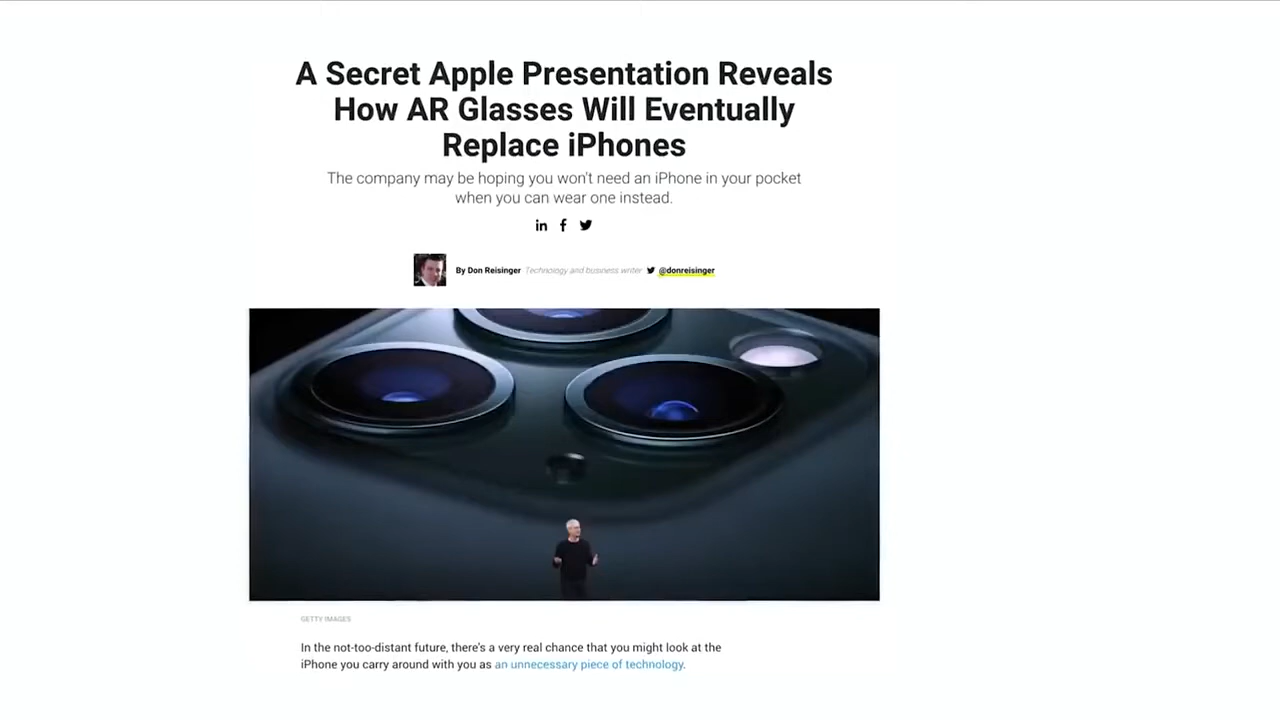 A Secret Apple Presentation Reveals
How AR Glasses Will Eventually
Replace iPhones
The company may be hoping you won't need an iPhone in your pocket
when you can wear one instead.
By Don Reisinger Technology and business writer @donreisinger
GETTY IMAGES
In the not-too-distant future, there's a very real chance that you might look at the
iPhone you carry around with you as an unnecessary piece of technology.